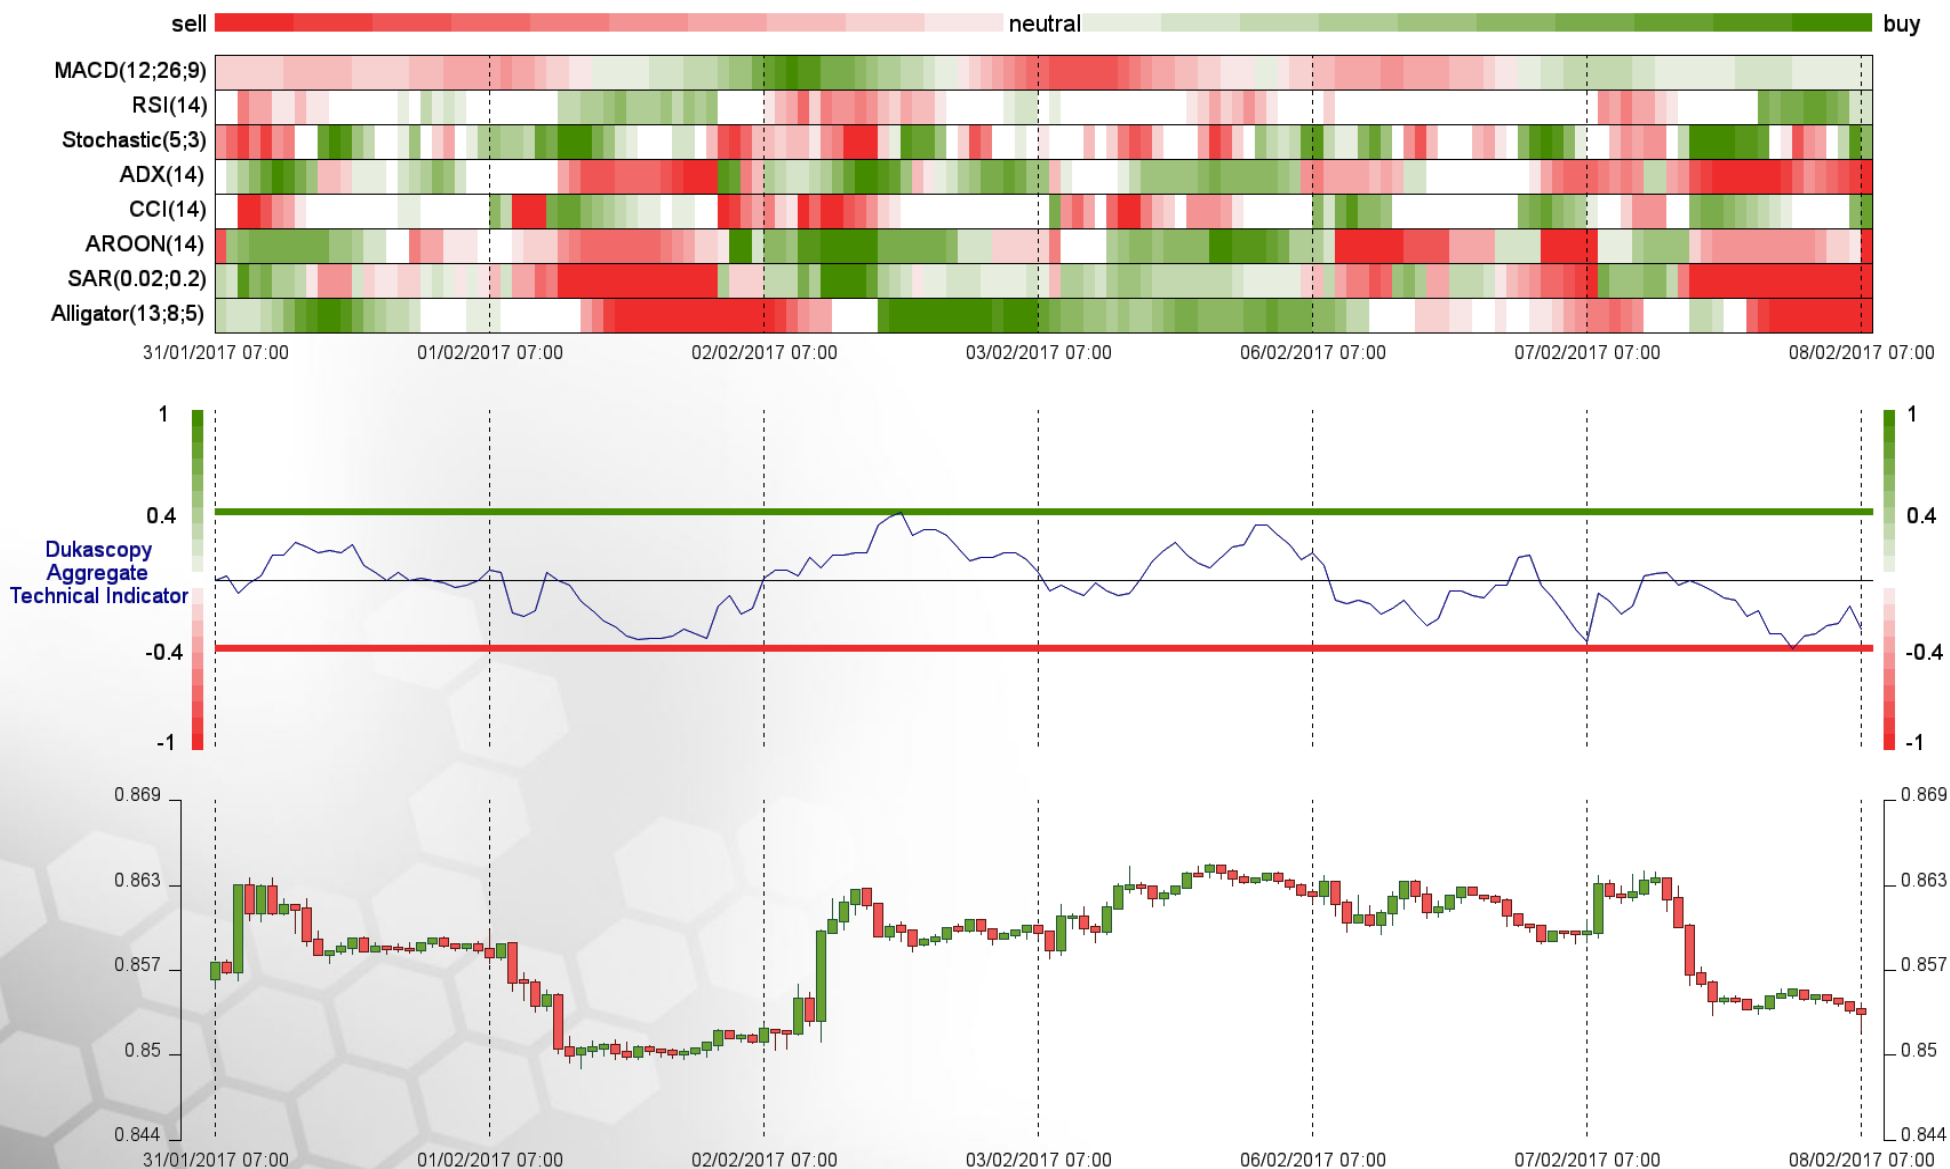 sell neutral buy
MACD(12;26;9)
RSI(14)
Stochastic(5;3)
ADX(14)
CCI(14)
AROON(14)
SAR(0.02;0.2)
Alligator(13;8;5)
31/01/2017 07:00 01/02/2017 07:00 02/02/2017 07:00 03/02/2017 07:00 06/02/2017 07:00 07/02/2017 07:00 08/02/2017 07:00
1 1
0.4 0.4
Dukascopy
Aggregate
Technical Indicator
-0.4 -0.4
-1 -1
0.869 0.869
0.863 0.863
0.857 0.857
0.85 0.85
0.844 0.844
31/01/2017 07:00 01/02/2017 07:00 02/02/2017 07:00 03/02/2017 07:00 06/02/2017 07:00 07/02/2017 07:00 08/02/2017 07:00